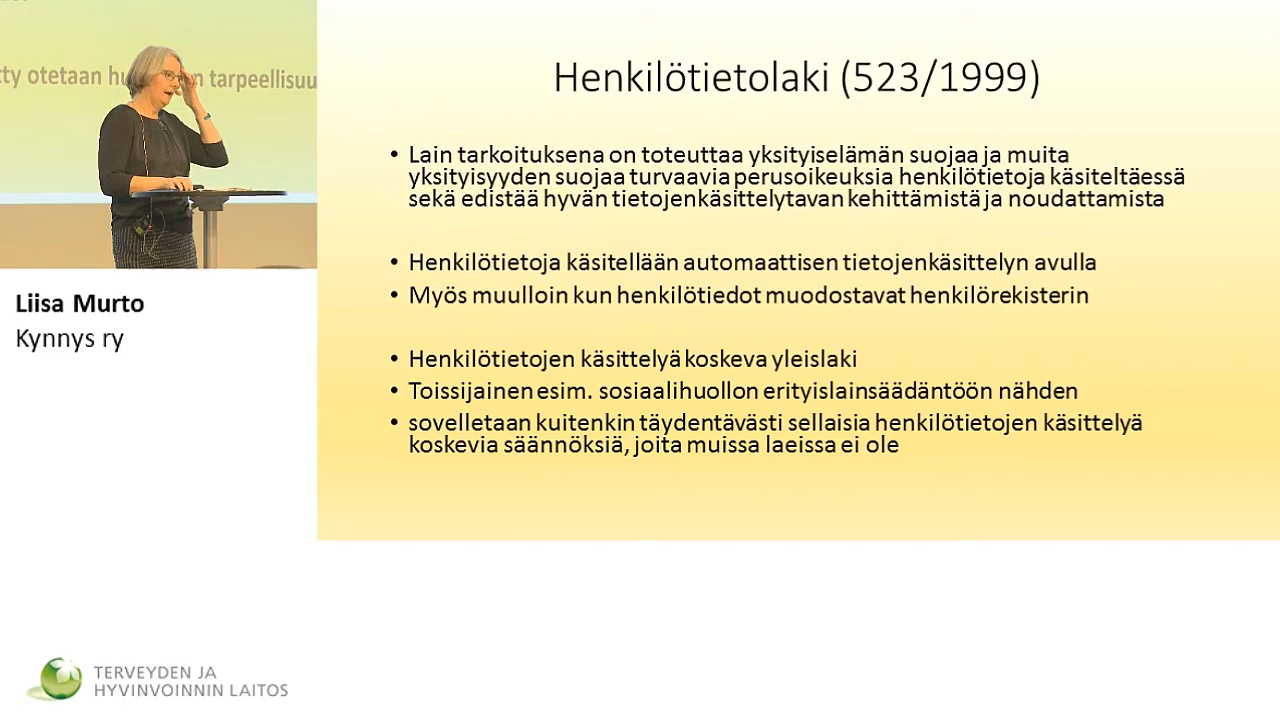 tty otetaan hu n tarpeellisuu
Liisa Murto
Kynnys ry
Henkilötietolaki (523/1999)
• Lain tarkoituksena on toteuttaa yksityiselämän suojaa ja muita
yksityisyyden suojaa turvaavia perusoikeuksia henkilötietoja käsiteltäessä
sekä edistää hyvän tietojenkäsittelytavan kehittämistä ja noudattamista
• Henkilötietoja käsitellään automaattisen tietojenkäsittelyn avulla
• Myös muulloin kun henkilötiedot muodostavat henkilörekisterin
• Henkilötietojen käsittelyä koskeva yleislaki
• Toissijainen esim. sosiaalihuollon erityislainsäädäntöön nähden
• sovelletaan kuitenkin täydentävästi sellaisia henkilötietojen käsittelyä
koskevia säännöksiä, joita muissa laeissa ei ole
TERVEYDEN JA
HYVINVOINNIN LAITOS